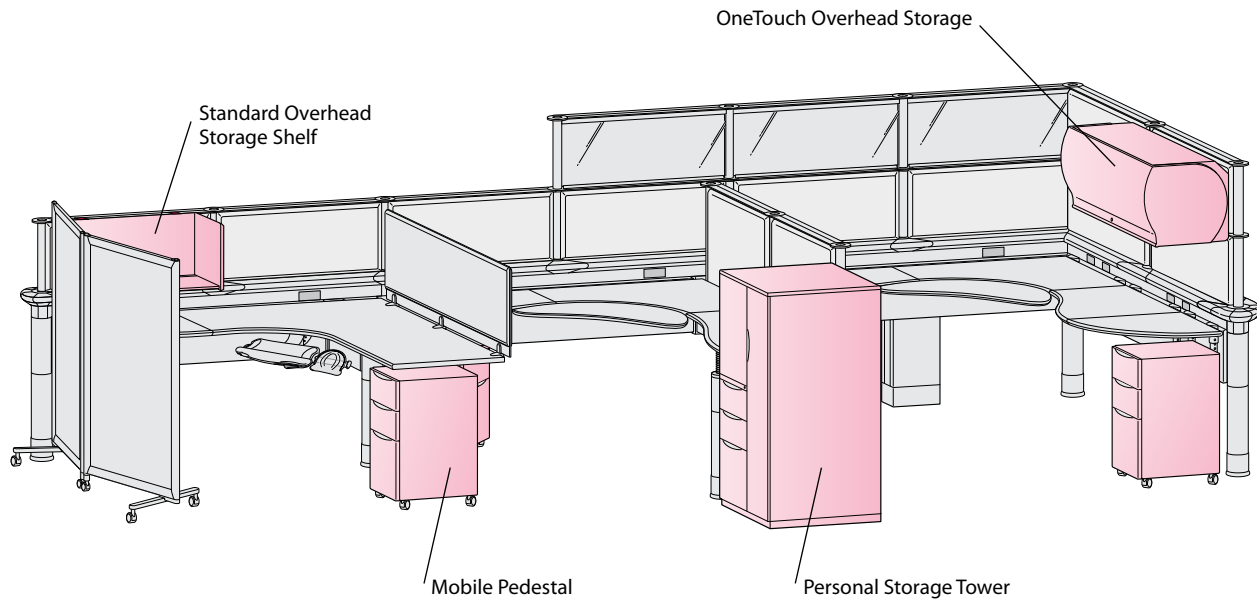 OneTouch Overhead Storage
Standard Overhead
Storage Shelf
Mobile Pedestal
Personal Storage Tower